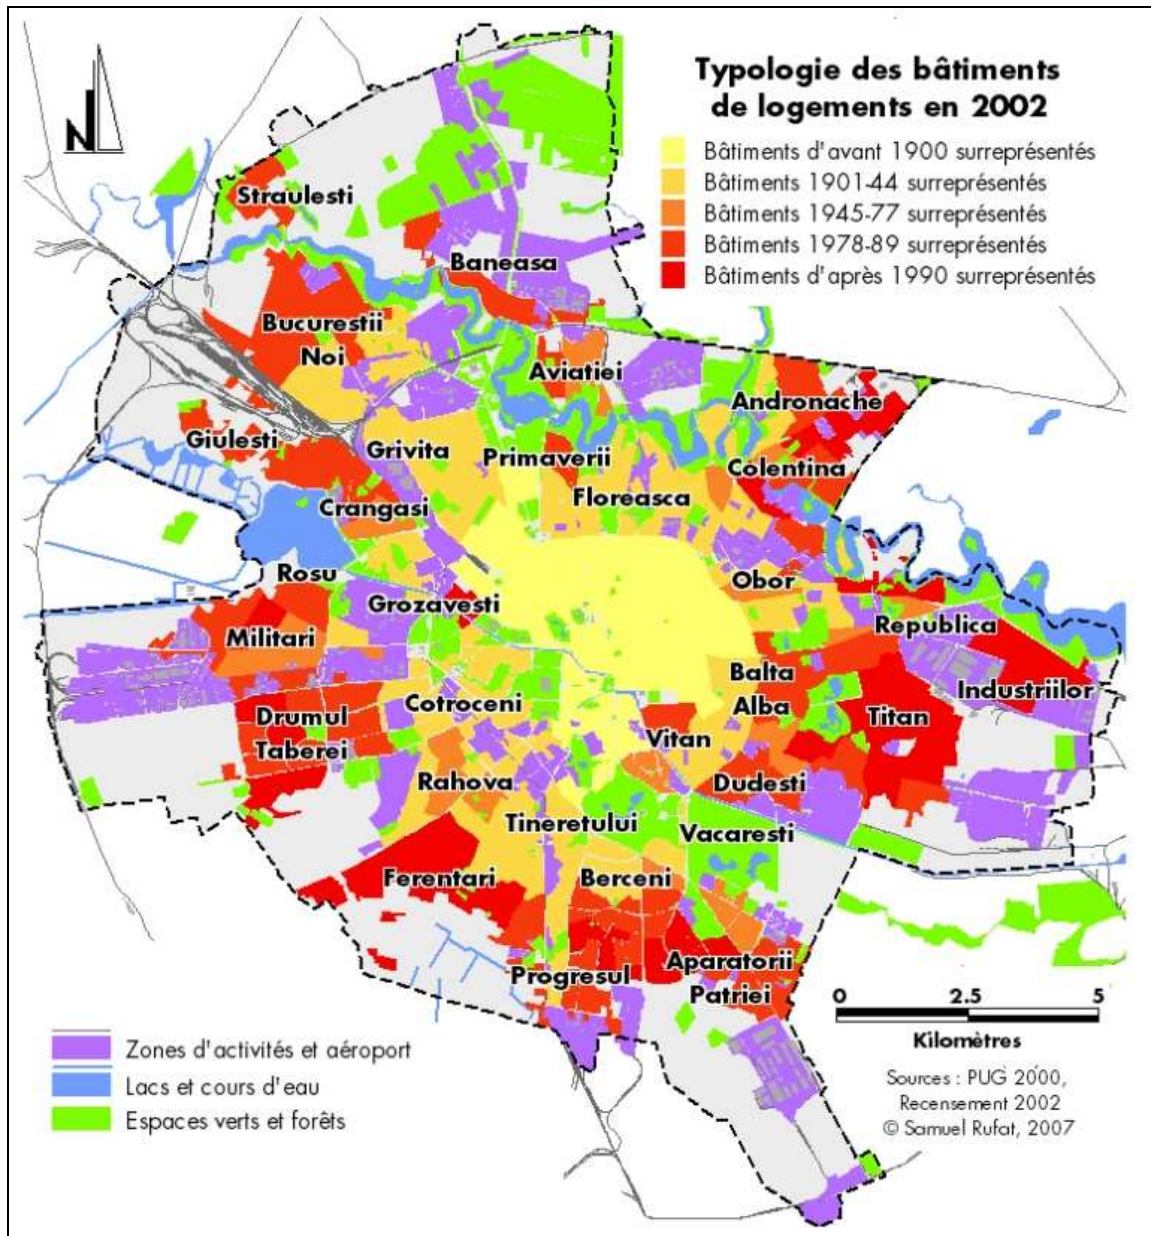 Typologie des bâtiments
de logements en 2002
N
Bâtiments d'avant 1900 surreprésentés
Bâtiments 1901-44 surreprésentés
Bâtiments 1945-77 surreprésentés
Bâtiments 1978-89 surreprésentés
Bâtiments d'après 1990 surreprésentés
Straulesti
Baneasa
Bucurestii
Noi
Aviatiei
Andronache
Giulesti
Grivita
Primaverii
Colentina
Floreasca
Crangasi
Rosu
Obor
Grozavesti
Militari
Republica
Balta
Alba
Industriilor
Drumul
Taberei
Cotroceni
Titan
Vitan
Rahova
Dudesti
Tineretului
Vacaresti
Ferentari
Berceni
Progresul
Aparatorii
Patriei
0 2.5 5
Kilomètres
Zones d'activités et aéroport
Lacs et cours d'eau
Espaces verts et forêts
Sources : PUG 2000,
Recensement 2002
© Samuel Rufat, 2007